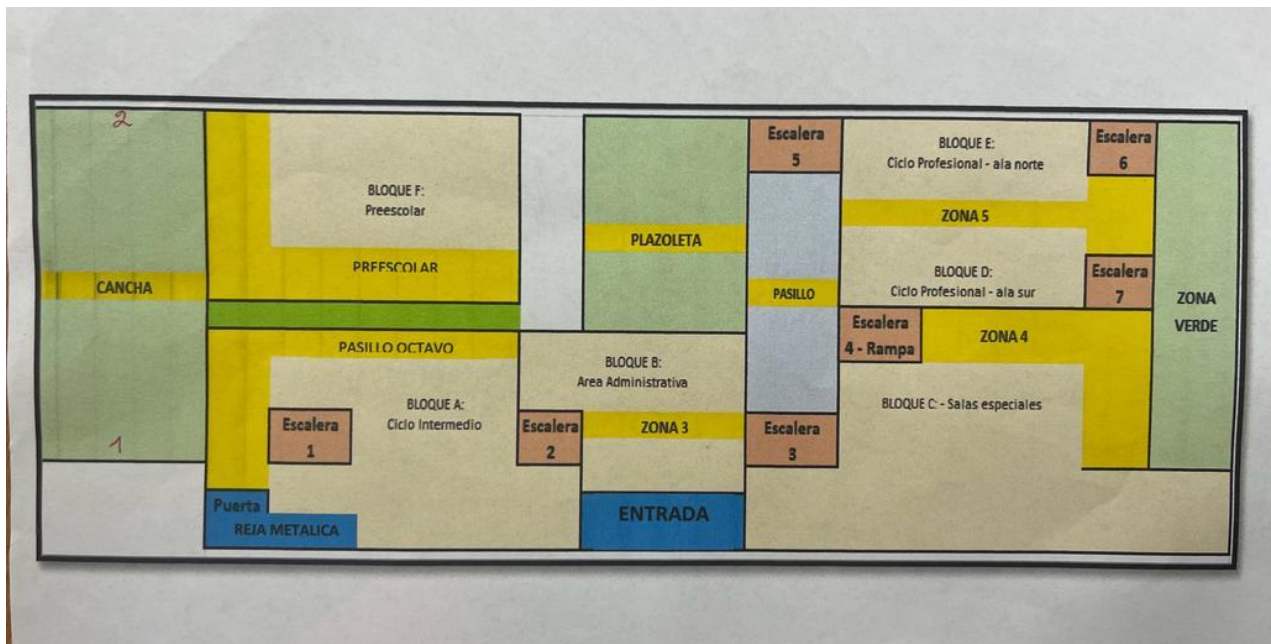 2
CANCHA
1
BLOQUE F:
Preescolar
PREESCOLAR
PASILLO OCTAVO
BLOQUE A:
Ciclo Intermedio
Escalera
1
Puerta
REJA METALICA
Escalera
2
BLOQUE B:
Area Administrativa
ZONA 3
ENTRADA
PLAZOLETA
Escalera
5
PASILLO
Escalera
3
BLOQUE E:
Ciclo Profesional - ala norte
ZONA 5
BLOQUE D:
Ciclo Profesional - ala sur
Escalera
6
Escalera
7
Escalera
4 - Rampa
ZONA 4
BLOQUE C: - Salas especiales
ZONA
VERDE